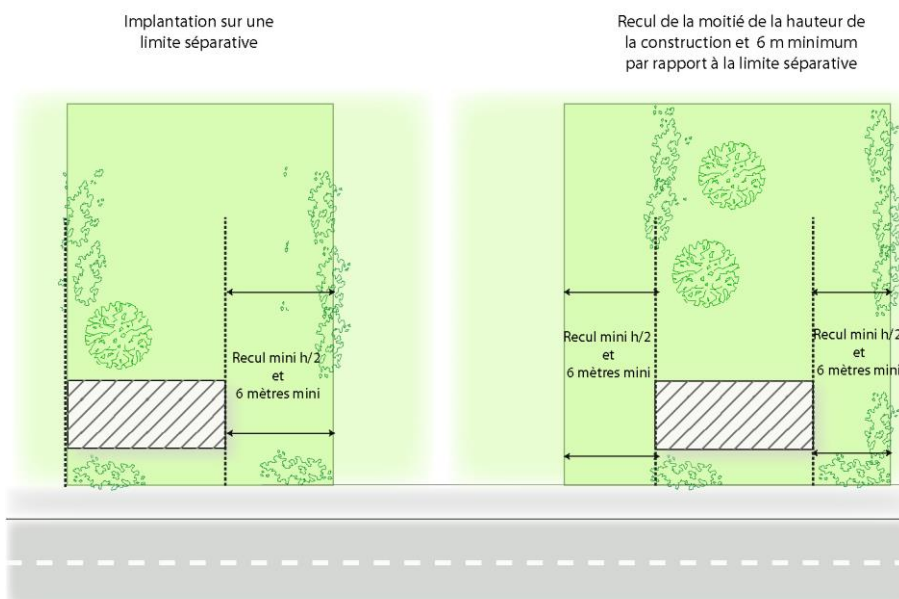 Implantation sur une
limite séparative
Recul de la moitié de la hauteur de
la construction et 6 m minimum
par rapport à la limite séparative
Recul mini h/2
et
6 mètres mini
Recul mini h/2
et
6 mètres mini
Recul mini h/2
et
6 mètres mini